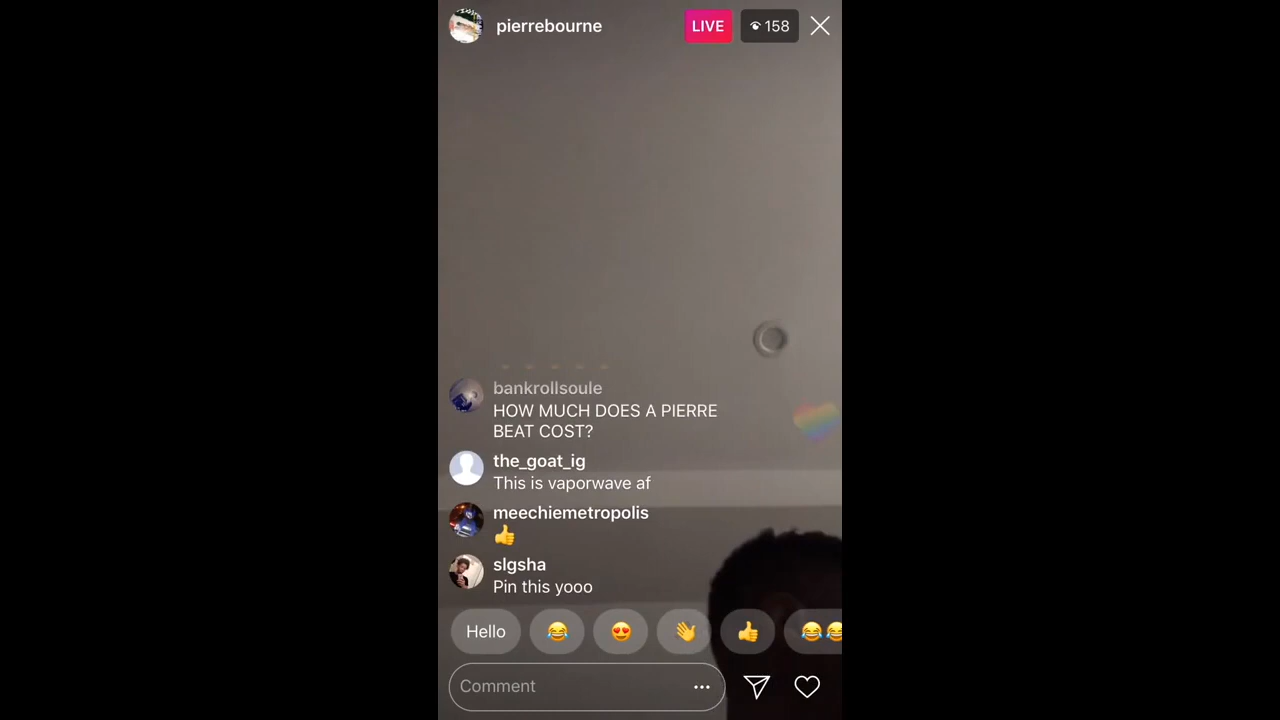 pierrebourne
LIVE
158
bankrollsoule
HOW MUCH DOES A PIERRE
BEAT COST?
the_goat_ig
This is vaporwave af
meechiemetropolis
👍
slgsha
Pin this yooo
Hello 😂 😍 👋 👍 😂😂
Comment